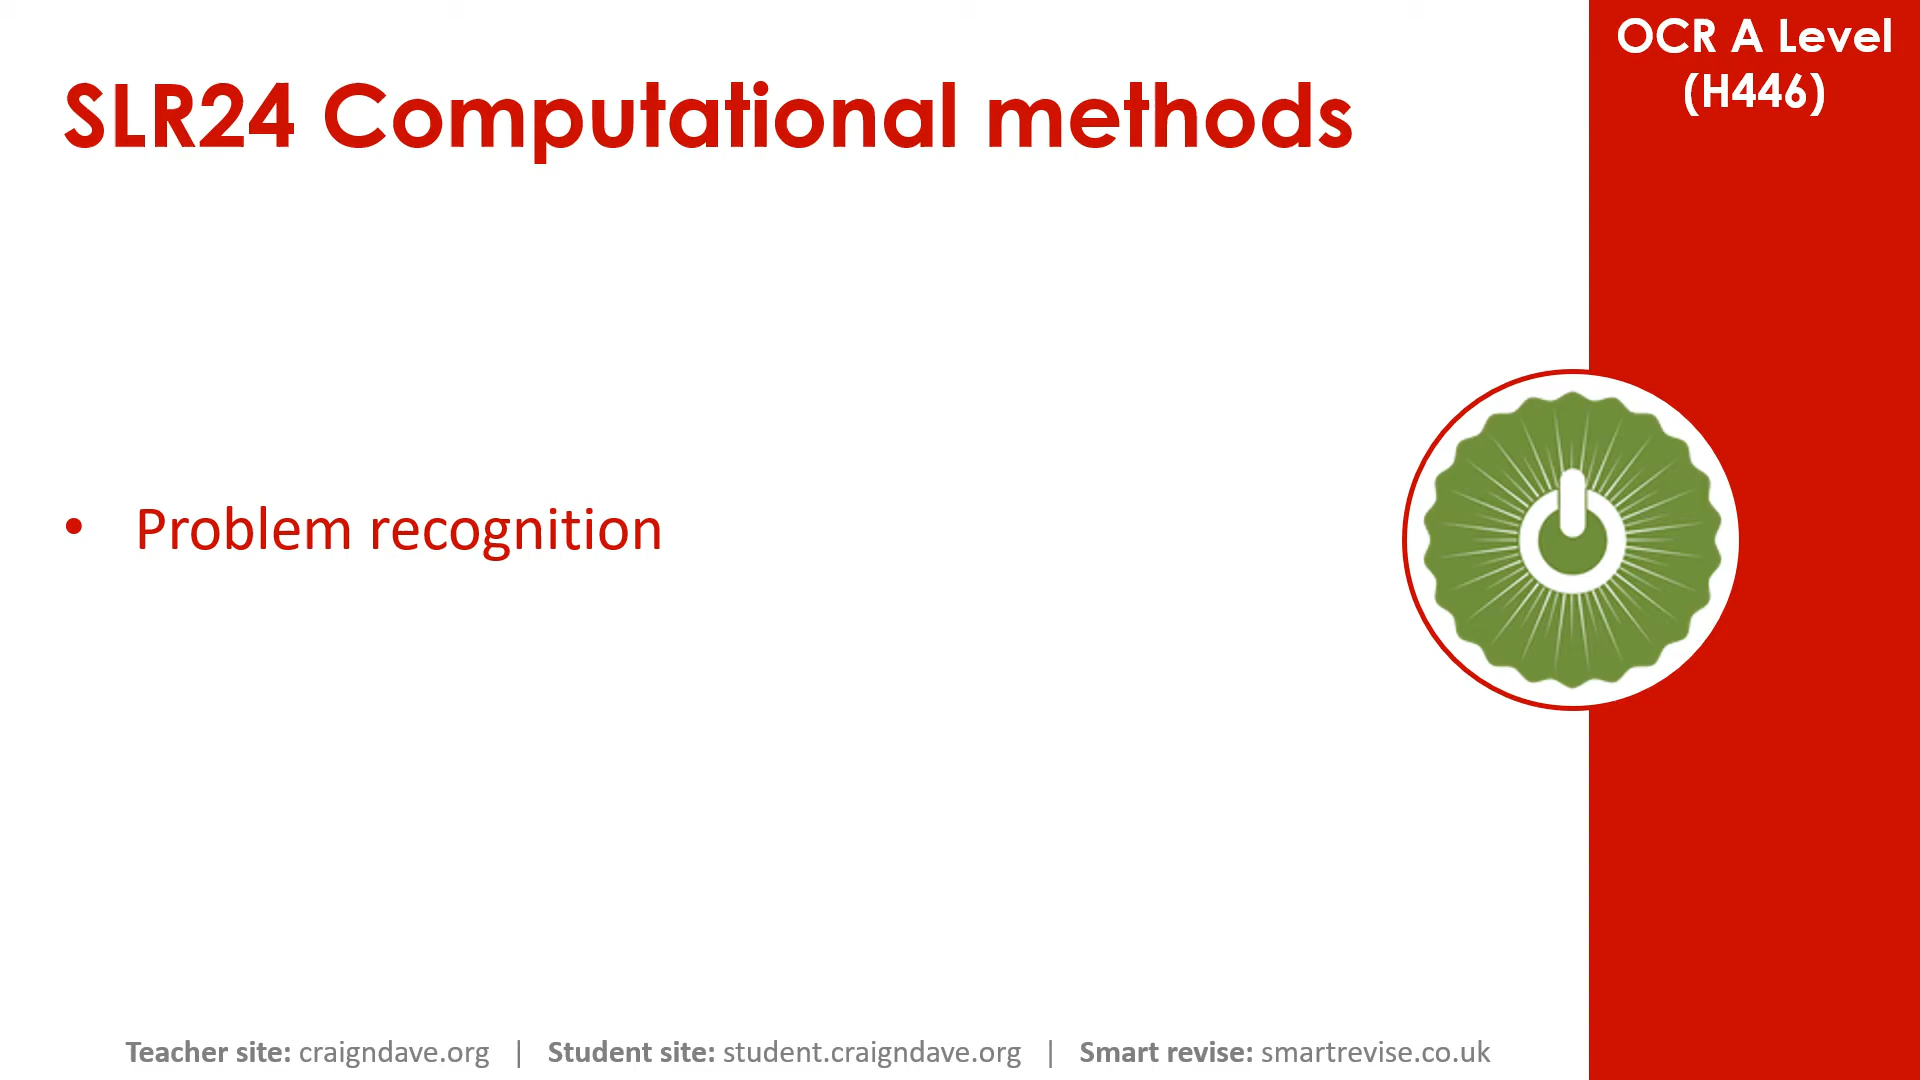 OCR A Level
(H446)
SLR24 Computational methods
• Problem recognition
Teacher site: craigndave.org | Student site: student.craigndave.org | Smart revise: smartrevise.co.uk